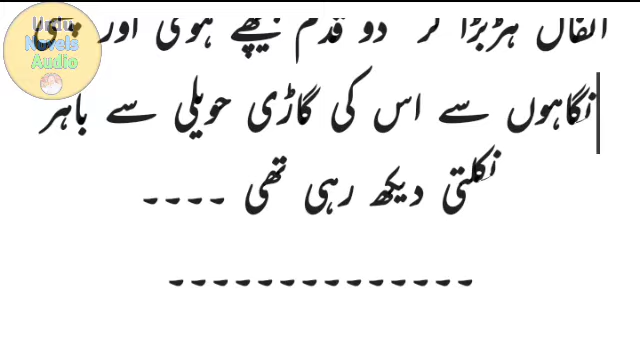 Urdu
Novels
Audio
انفال ہڑبڑا کر دو قدم پیچھے ہوئی اور
نگاہوں سے اس کی گاڑی حویلی سے باہر
نکلتی دیکھ رہی تھی ۔۔۔۔
۔۔۔۔۔۔۔۔۔۔۔۔۔۔